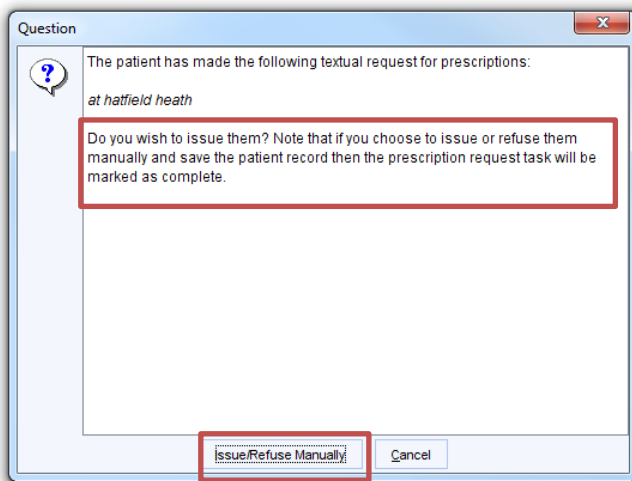 Question
The patient has made the following textual request for prescriptions:
at hatfield heath
Do you wish to issue them? Note that if you choose to issue or refuse them
manually and save the patient record then the prescription request task will be
marked as complete.
Issue/Refuse Manually
Cancel